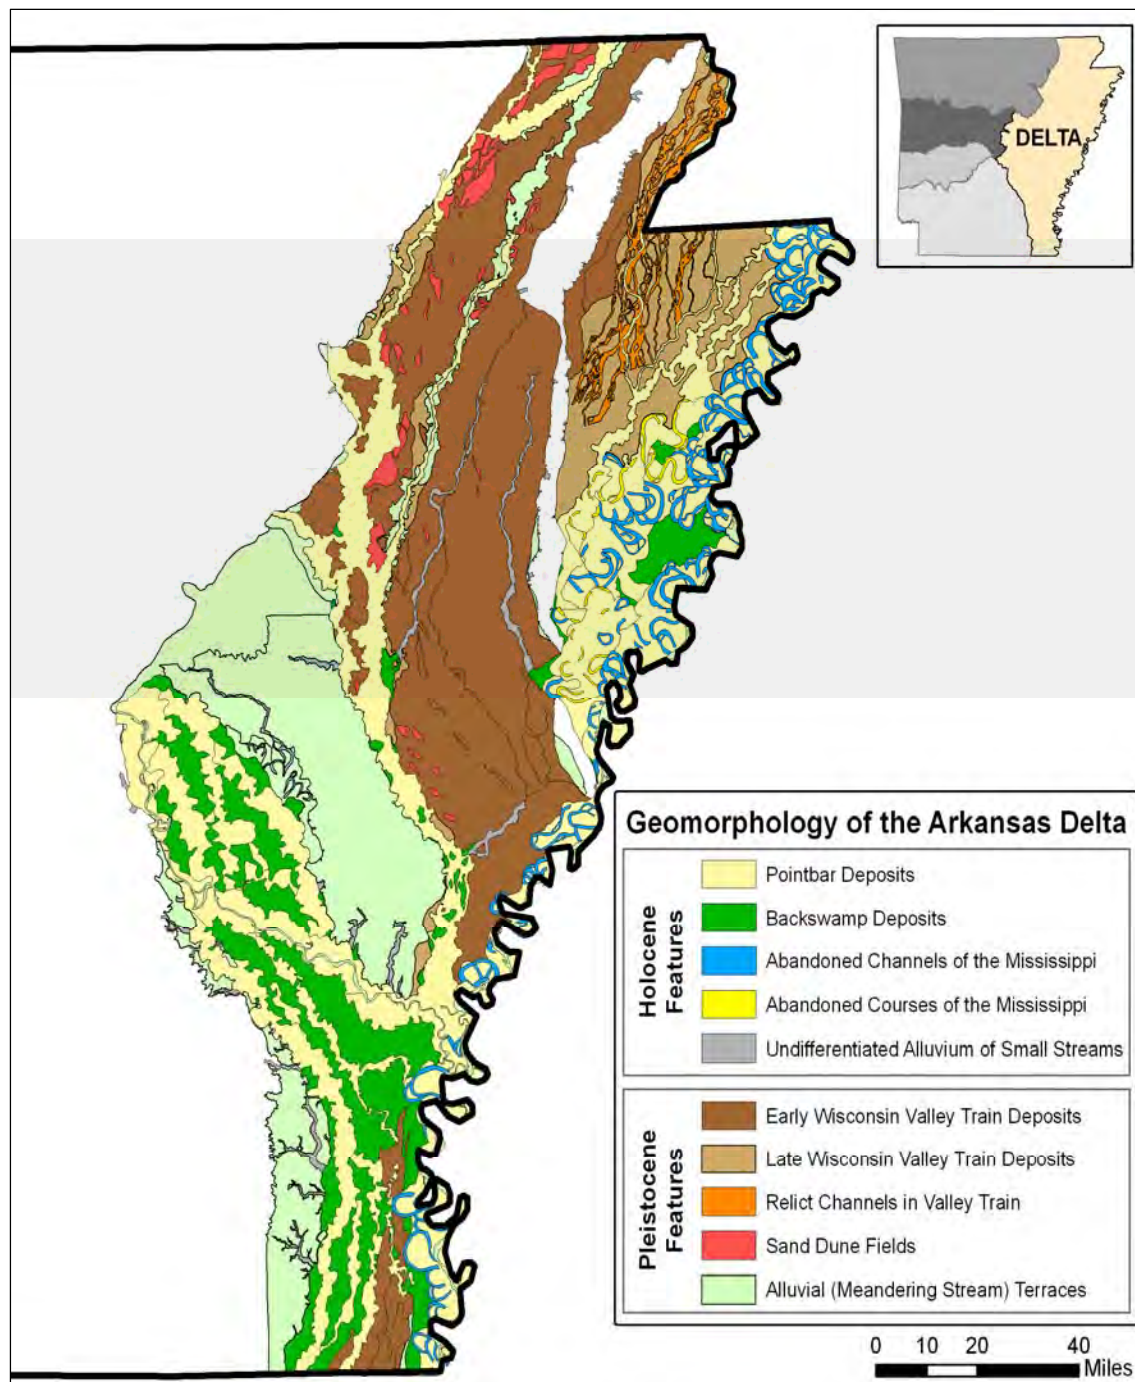 DELTA
Geomorphology of the Arkansas Delta
Holocene
Features
Pointbar Deposits
Backswamp Deposits
Abandoned Channels of the Mississippi
Abandoned Courses of the Mississippi
Undifferentiated Alluvium of Small Streams
Pleistocene
Features
Early Wisconsin Valley Train Deposits
Late Wisconsin Valley Train Deposits
Relict Channels in Valley Train
Sand Dune Fields
Alluvial (Meandering Stream) Terraces
0 10 20 40
Miles